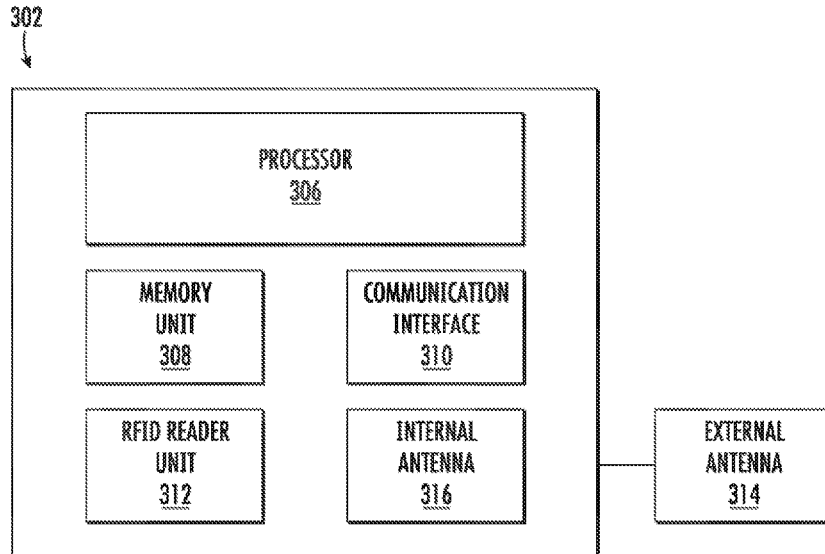 302
PROCESSOR
306
MEMORY
UNIT
308
COMMUNICATION
INTERFACE
310
RFID READER
UNIT
312
INTERNAL
ANTENNA
316
EXTERNAL
ANTENNA
314